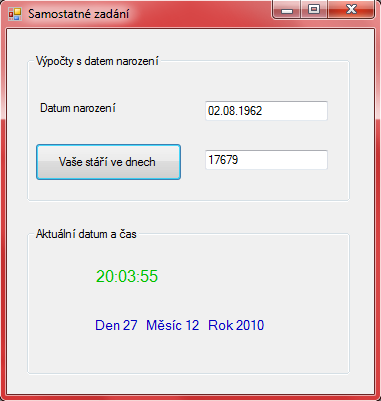 Samostatné zadání
Výpočty s datem narození
Datum narození 02.08.1962
Vaše stáří ve dnech 17679
Aktuální datum a čas
20:03:55
Den 27 Měsíc 12 Rok 2010